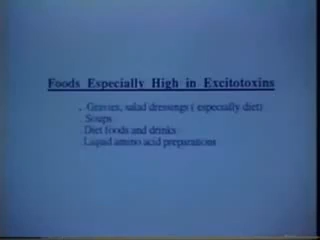 Foods Especially High in Excitotoxins
. Gravies, salad dressings ( especially diet)
. Soups
. Diet foods and drinks
. Liquid amino acid preparations